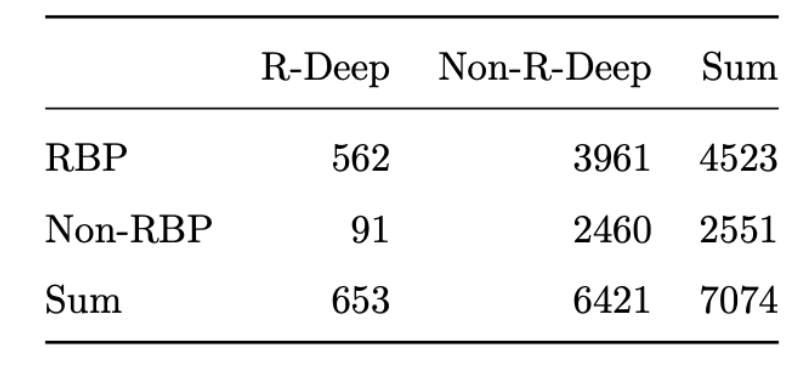 R-Deep Non-R-Deep Sum
RBP 562 3961 4523
Non-RBP 91 2460 2551
Sum 653 6421 7074